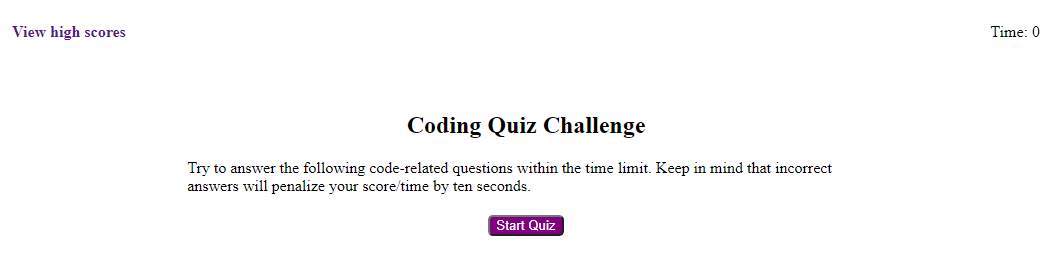 View high scores
Time: 0
Coding Quiz Challenge
Try to answer the following code-related questions within the time limit. Keep in mind that incorrect
answers will penalize your score/time by ten seconds.
Start Quiz